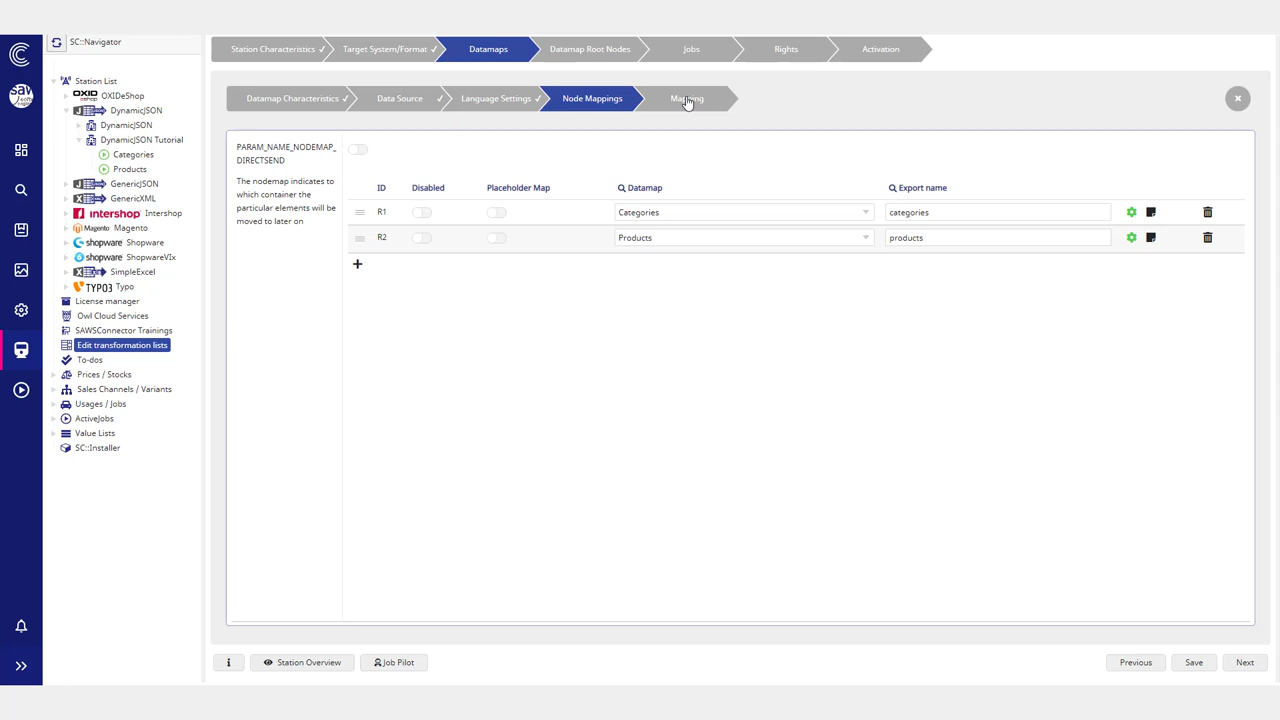 SC::Navigator
Station List
OXID
eshop
OXIDeShop
DynamicJSON
DynamicJSON
DynamicJSON Tutorial
Categories
Products
GenericJSON
GenericXML
intershop Intershop
Magento Magento
shopware Shopware
shopware ShopwareVIx
SimpleExcel
TYPO3 Typo
License manager
Owl Cloud Services
SAWSConnector Trainings
Edit transformation lists
To-dos
Prices / Stocks
Sales Channels / Variants
Usages / Jobs
ActiveJobs
Value Lists
SC::Installer
Station Characteristics ✓ Target System/Format ✓ Datamaps Datamap Root Nodes Jobs Rights Activation
Datamap Characteristics ✓ Data Source ✓ Language Settings ✓ Node Mappings Mapping
PARAM_NAME_NODEMAP_
DIRECTSEND
The nodemap indicates to
which container the
particular elements will be
moved to later on
ID Disabled Placeholder Map Datamap Export name
R1 Categories categories
R2 Products products
Station Overview Job Pilot Previous Save Next